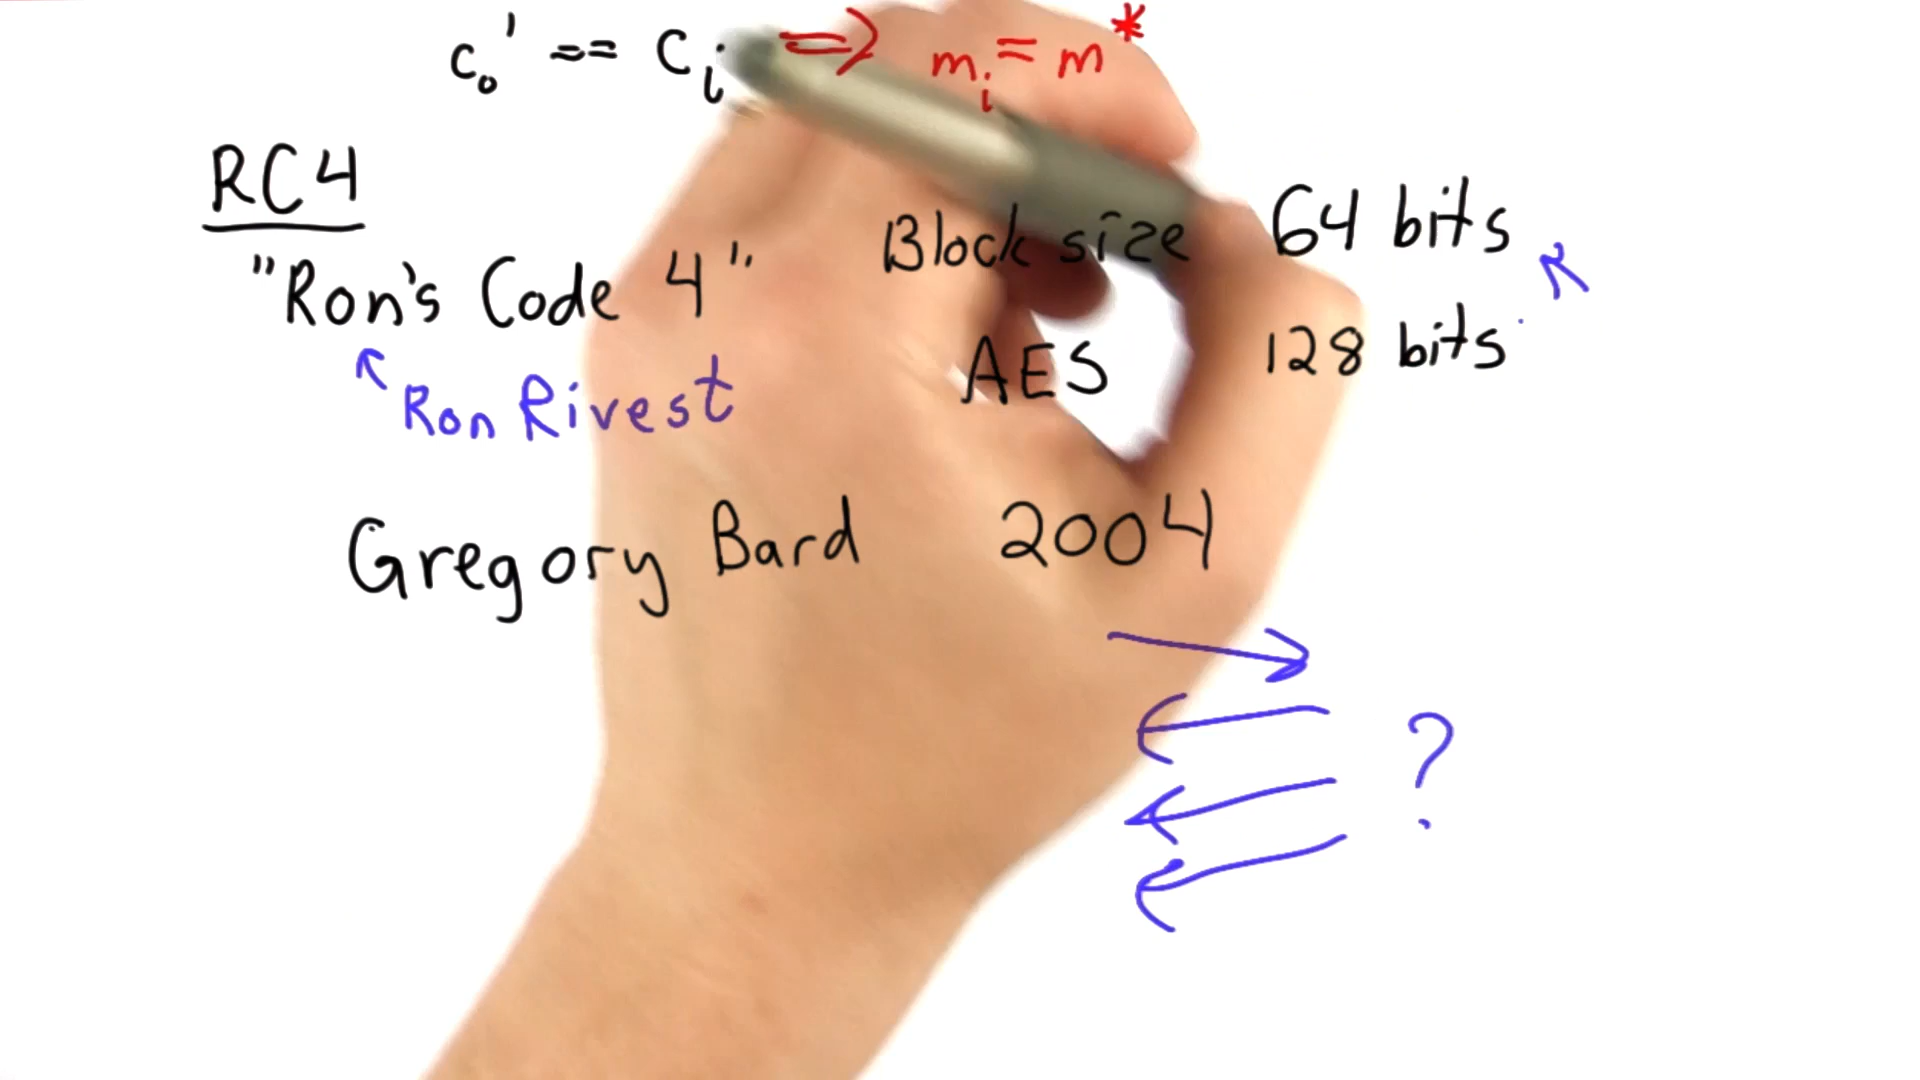 c₀' == cᵢ ⇒ mᵢ = m*
RC4
"Ron's Code 4"
Ron Rivest
Block size 64 bits
AES 128 bits
Gregory Bard 2004
?